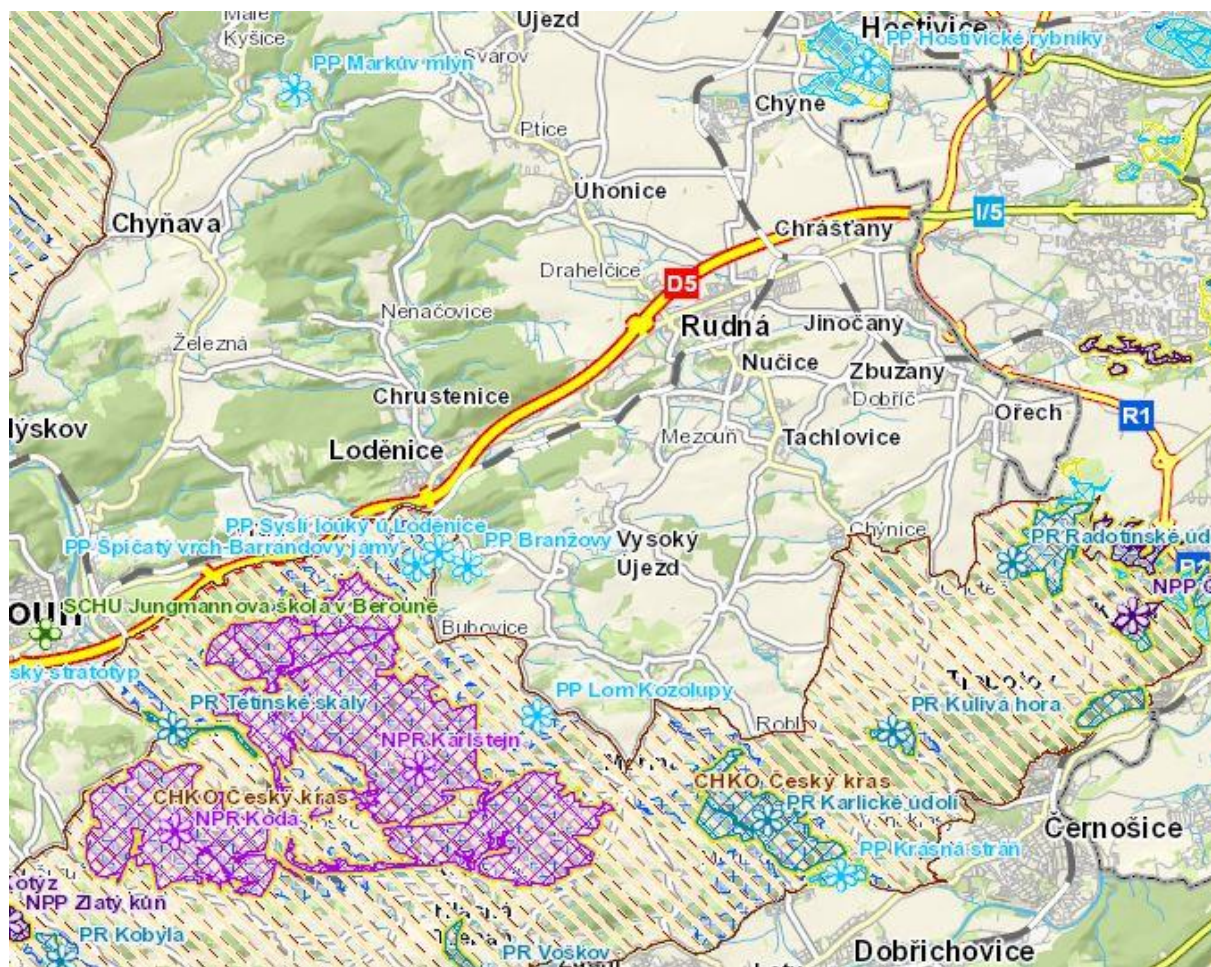 Malé
Kyšice
Újezd
Svárov
Hostivice
PP Hostivické rybníky
PP Markův mlýn
Chýně
Ptice
Úhonice
Chyňava
I/5
Chrášťany
Drahelčice
D5
Nenačovice
Rudná
Jinočany
Železná
Nučice
Zbuzany
Chrustenice
Dobříč
Ořech
R1
lýskov
Mezouň
Tachlovice
Loděnice
PP Syslí louky u Loděnice
Chýnice
PP Špičatý vrch-Barrandovy jámy
PP Branžovy
Vysoký
Újezd
PR Radotínské úd
NPP
SCHÚ Jungmannova škola v Berouně
oun
Bubovice
ský stratotyp
PP Lom Kozolupy
PR Tetínské skály
PR Kulivá hora
NPR Karlštejn
CHKO Český kras
CHKO Český kras
PR Karlické údolí
NPR Koda
Černošice
PP Krásná stráň
otýz
NPP Zlatý kůň
PR Kobyla
PR Voškov
Dobřichovice